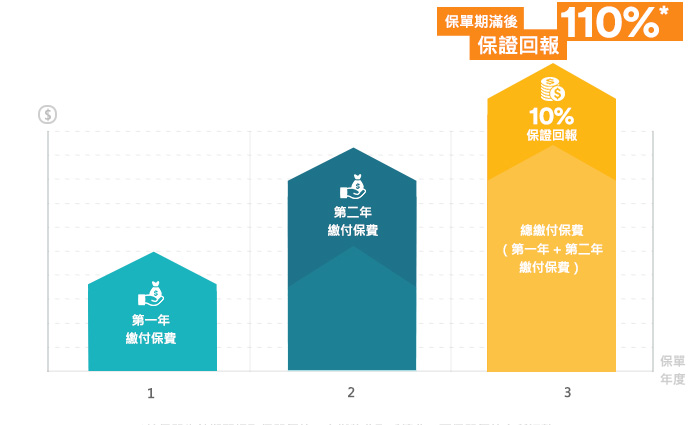 保單期滿後
110%*
保證回報
$
10%
保證回報
第二年
繳付保費
總繳付保費
( 第一年 + 第二年
繳付保費 )
第一年
繳付保費
保單
年度
1
2
3